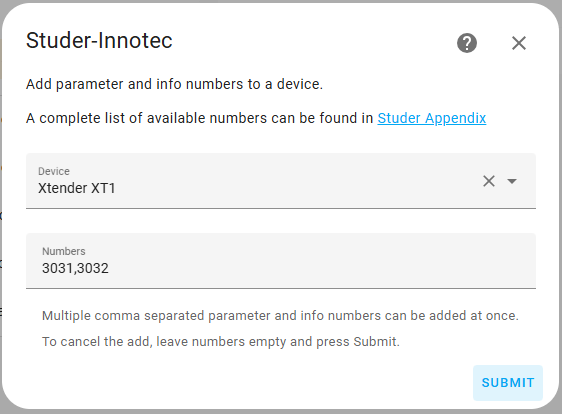 Studer-Innotec
Add parameter and info numbers to a device.
A complete list of available numbers can be found in Studer Appendix
Device
Xtender XT1
Numbers
3031,3032
Multiple comma separated parameter and info numbers can be added at once.
To cancel the add, leave numbers empty and press Submit.
SUBMIT